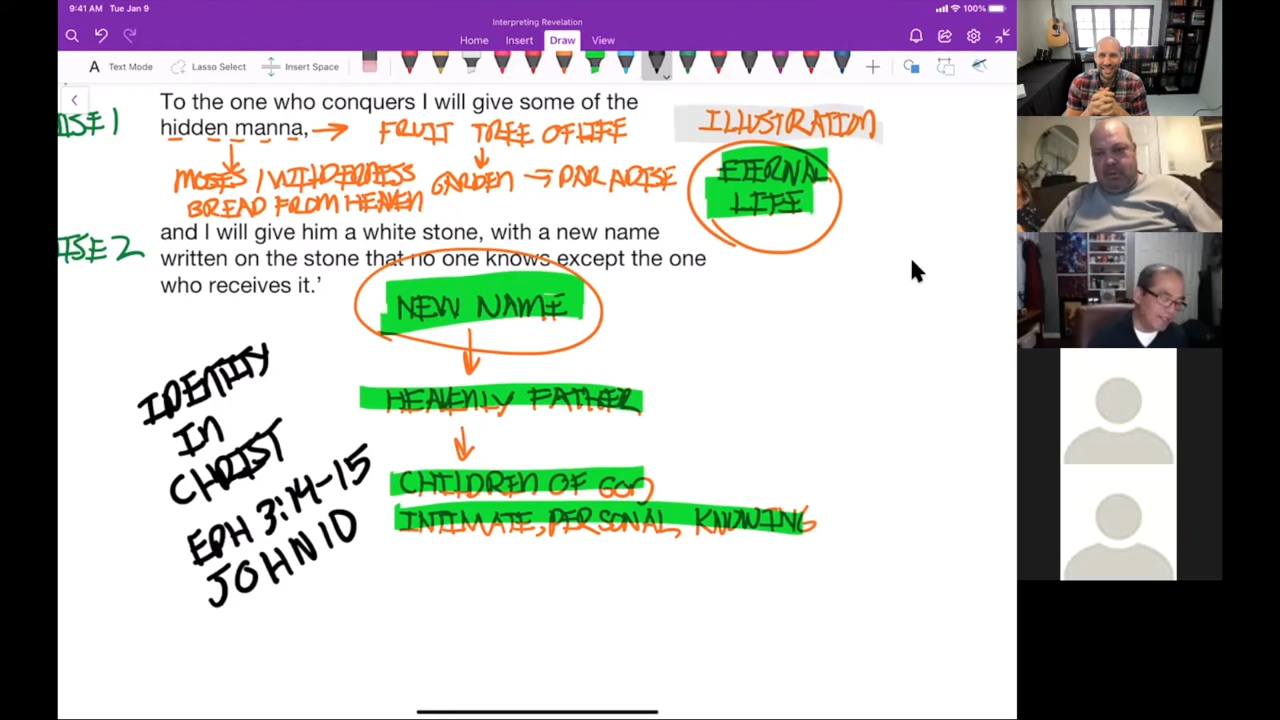 9:41 AM Tue Jan 9
100%
Interpreting Revelation
Home Insert Draw View
Text Mode Lasso Select Insert Space
To the one who conquers I will give some of the
hidden manna, → FRUIT TREE OF LIFE
ILLUSTRATION
MOSES / WILDERNESS
BREAD FROM HEAVEN
GARDEN → PARADISE
ETERNAL
LIFE
and I will give him a white stone, with a new name
written on the stone that no one knows except the one
who receives it.’
NEW NAME
HEAVENLY FATHER
CHILDREN OF GOD
INTIMATE, PERSONAL, KNOWING
IDENTITY
IN
CHRIST
EPH 3:14-15
JOHN 10